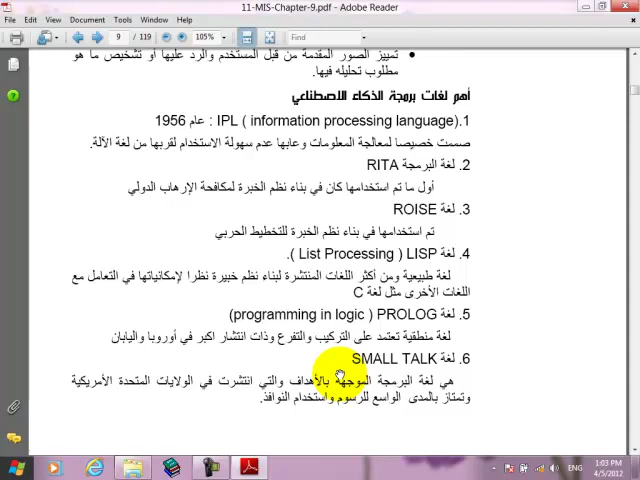 11-MIS-Chapter-9.pdf - Adobe Reader
File Edit View Document Tools Window Help
9 / 119 105% Find
تمييز الصور المقدمة من قبل المستخدم والرد عليها او تشخيص ما هو
مطلوب تحليله فيها.
أهم لغات برمجة الذكاء الاصطناعي
1. IPL ( information processing language) : عام 1956
صممت خصيصا لمعالجة المعلومات وعابها عدم سهولة الاستخدام لقربها من لغة الآلة.
2. لغة البرمجة RITA
أول ما تم استخدامها كان في بناء نظم الخبرة لمكافحة الإرهاب الدولي
3. لغة ROISE
تم استخدامها في بناء نظم الخبرة للتخطيط الحربي
4. لغة LISP ( List Processing ).
لغة طبيعية ومن أكثر اللغات المنتشرة لبناء نظم خبيرة نظرا لإمكانياتها في التعامل مع
اللغات الأخرى مثل لغة C
5. لغة PROLOG ( programming in logic)
لغة منطقية تعتمد على التركيب والتفرع وذات انتشار اكبر في أوروبا واليابان
6. لغة SMALL TALK
هي لغة البرمجة الموجهة بالأهداف والتي انتشرت في الولايات المتحدة الأمريكية
وتمتاز بالمدى الواسع للرسوم واستخدام النوافذ.
EN 1:03 PM
4/5/2012